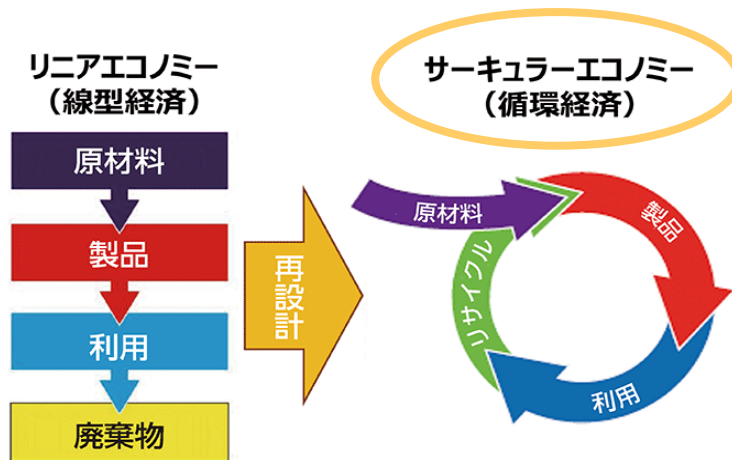 リニアエコノミー
(線型経済)
原材料
製品
利用
廃棄物
再設計
サーキュラーエコノミー
(循環経済)
原材料
製品
利用
リサイクル